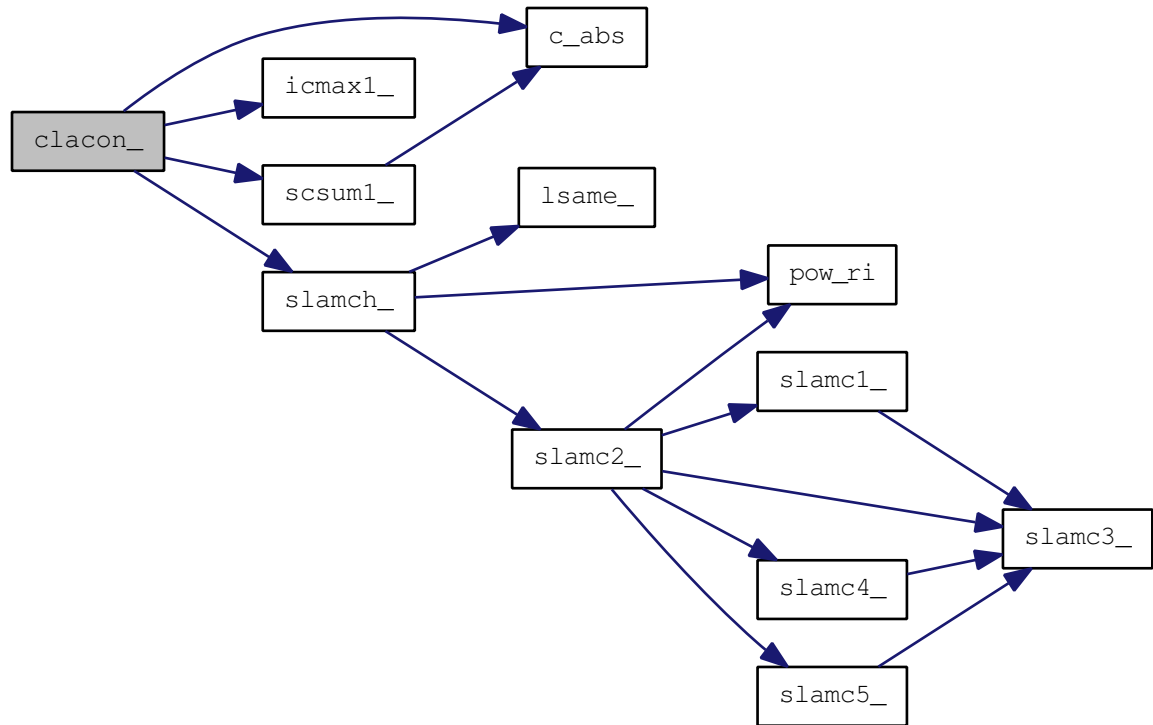 c_abs
icmax1_
clacon_
scsum1_
lsame_
slamch_
pow_ri
slamc1_
slamc2_
slamc3_
slamc4_
slamc5_